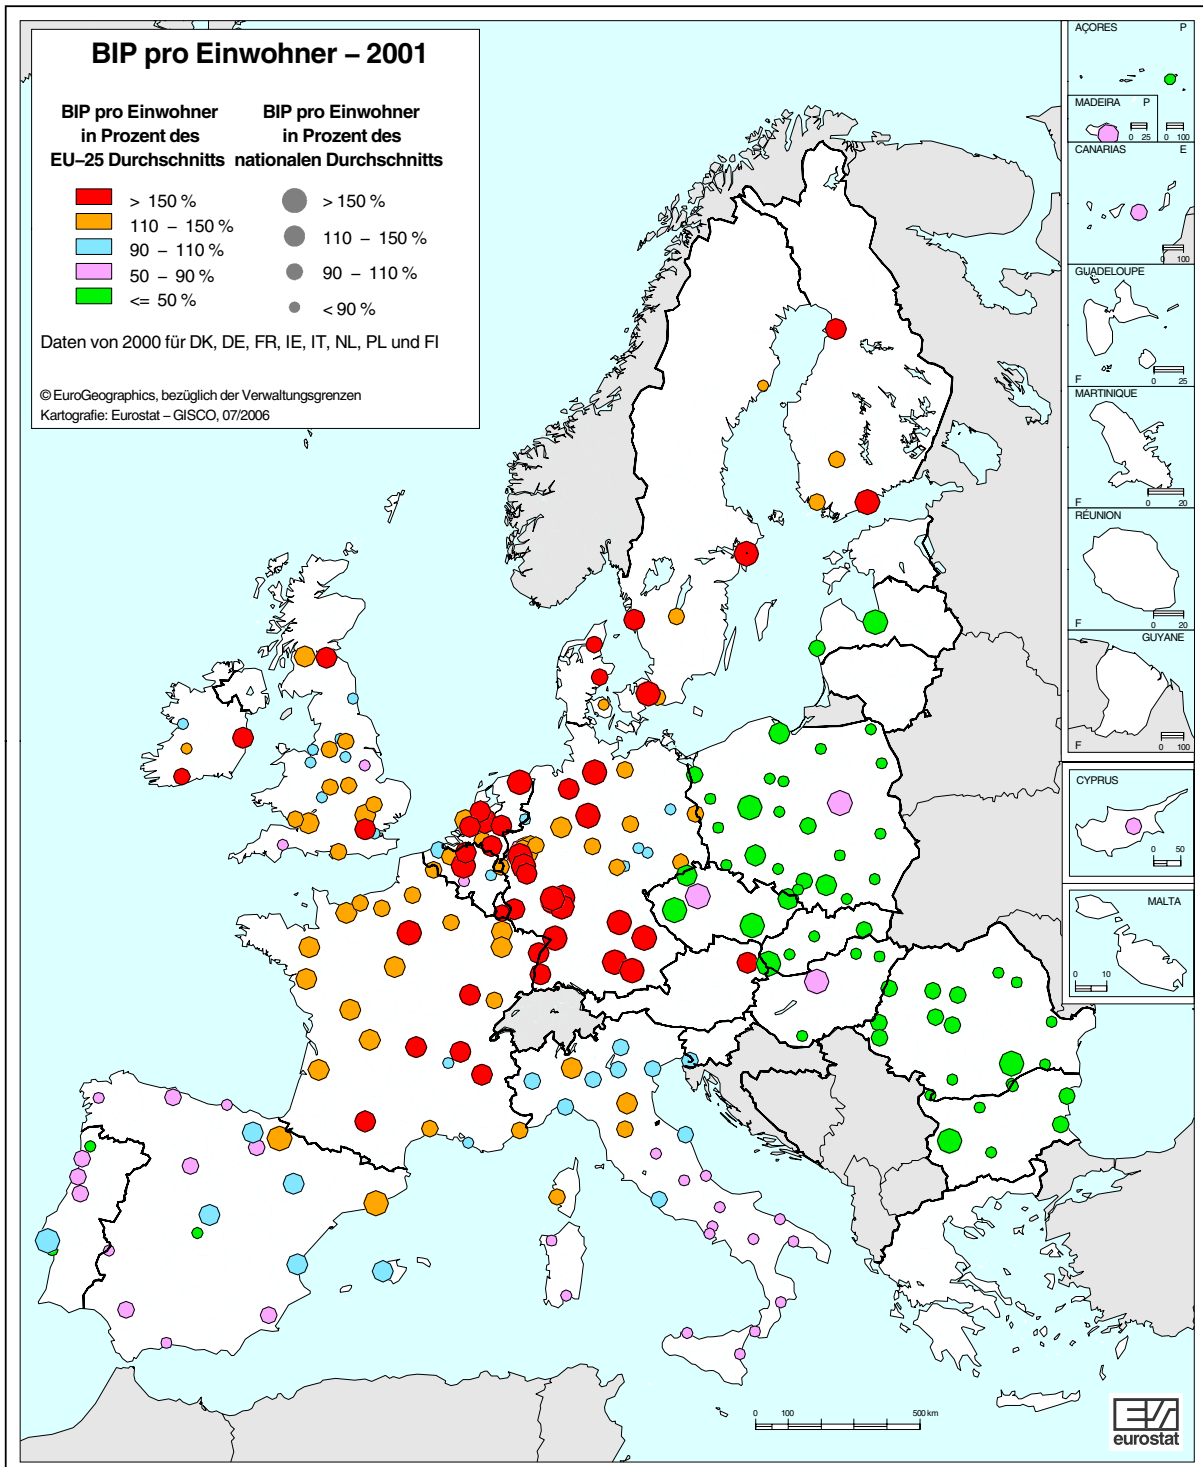 BIP pro Einwohner – 2001
BIP pro Einwohner
in Prozent des
EU–25 Durchschnitts
> 150 %
110 – 150 %
90 – 110 %
50 – 90 %
<= 50 %
BIP pro Einwohner
in Prozent des
nationalen Durchschnitts
> 150 %
110 – 150 %
90 – 110 %
< 90 %
Daten von 2000 für DK, DE, FR, IE, IT, NL, PL und FI
© EuroGeographics, bezüglich der Verwaltungsgrenzen
Kartografie: Eurostat – GISCO, 07/2006
AÇORES P
0 100
MADEIRA P
0 25
CANARIAS E
0 100
GUADELOUPE
F
0 25
MARTINIQUE
F
0 20
RÉUNION
F
0 20
GUYANE
F
0 100
CYPRUS
0 50
MALTA
0 10
0 100 500 km
eurostat